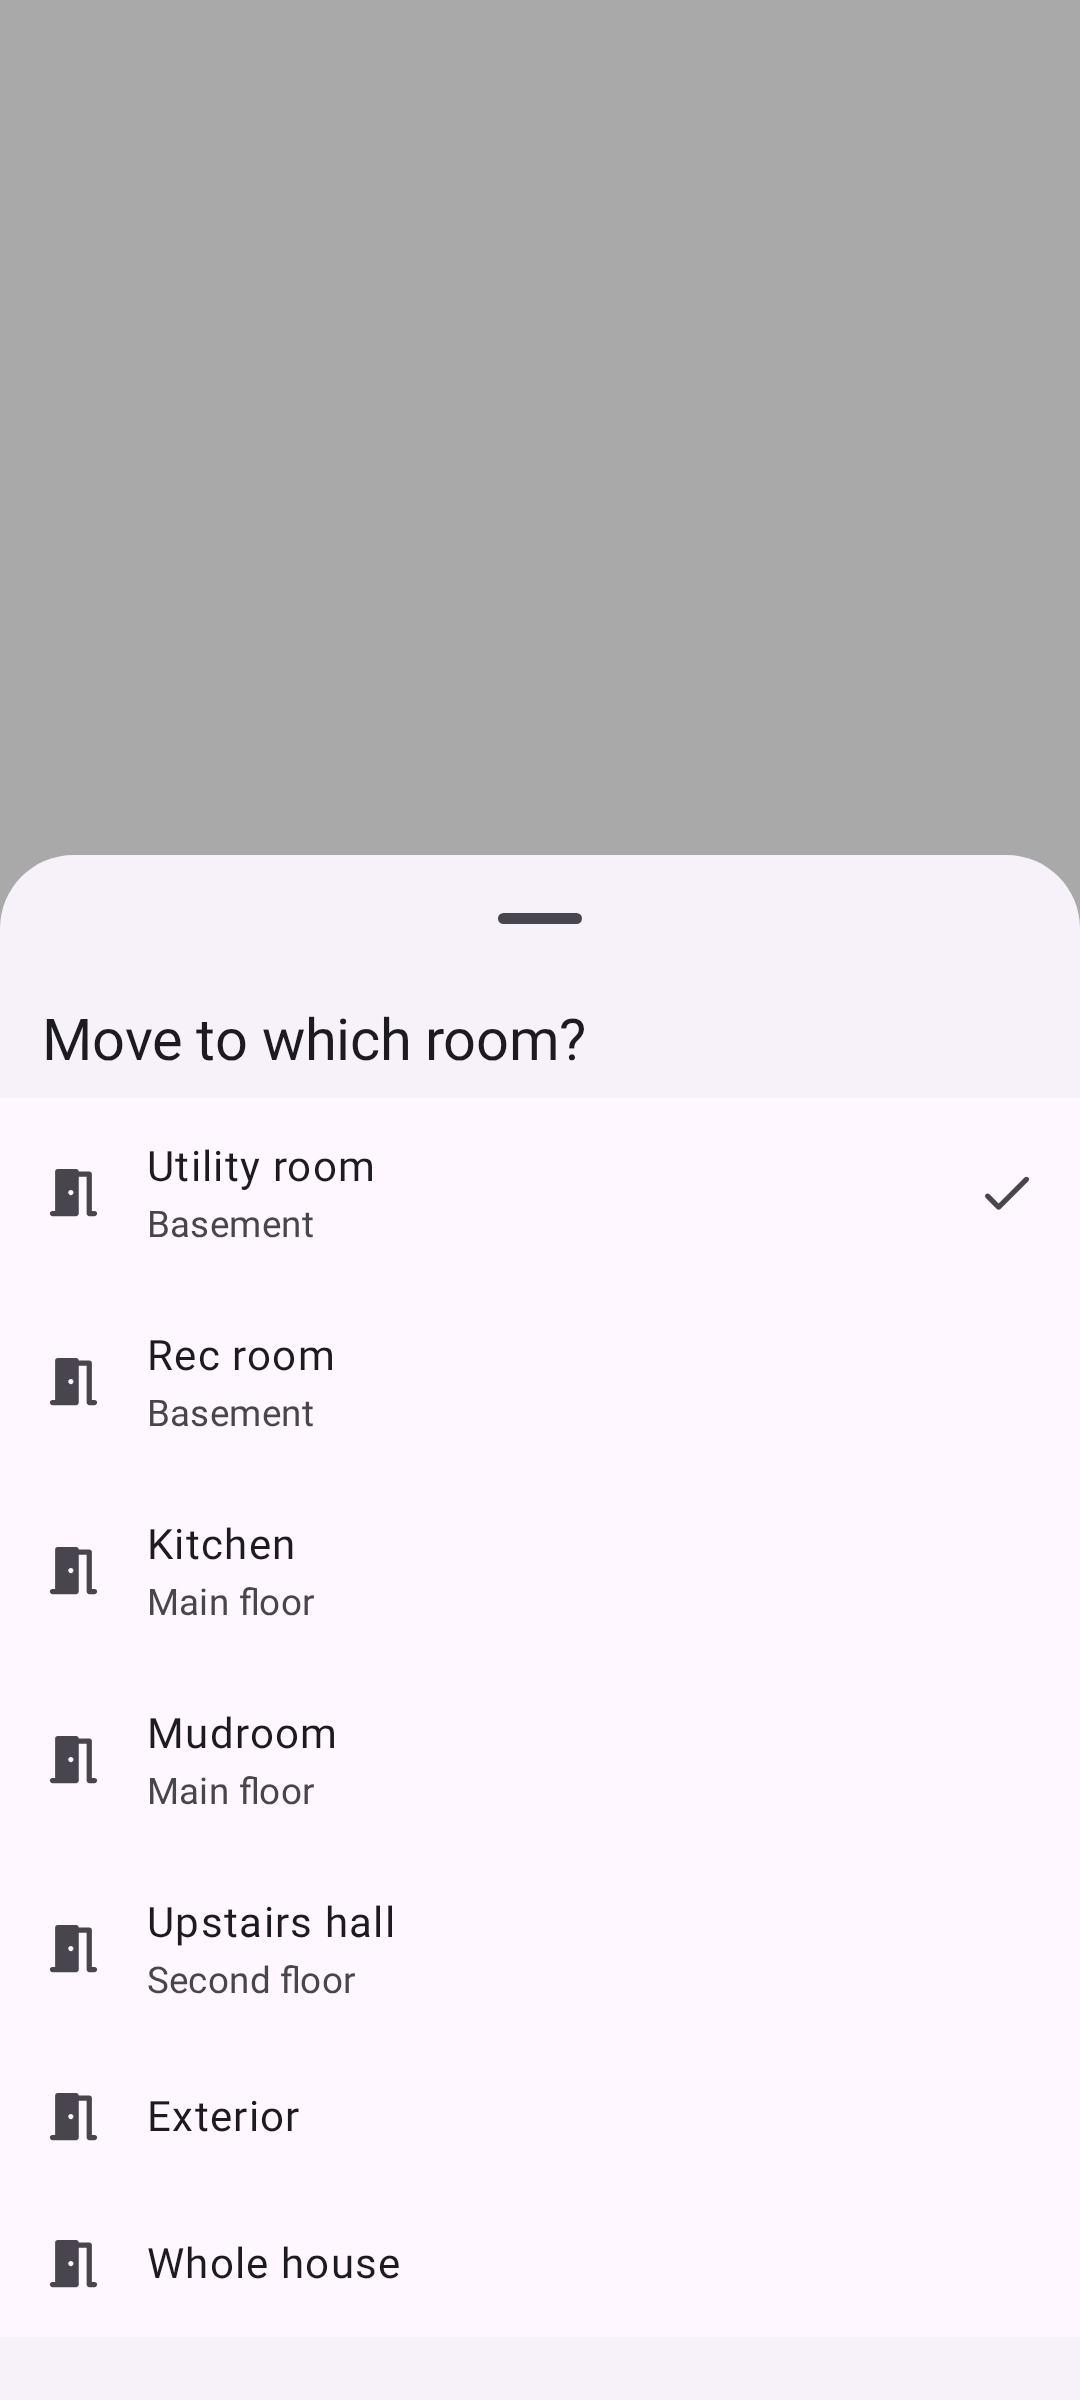 Move to which room?
Utility room
Basement
Rec room
Basement
Kitchen
Main floor
Mudroom
Main floor
Upstairs hall
Second floor
Exterior
Whole house